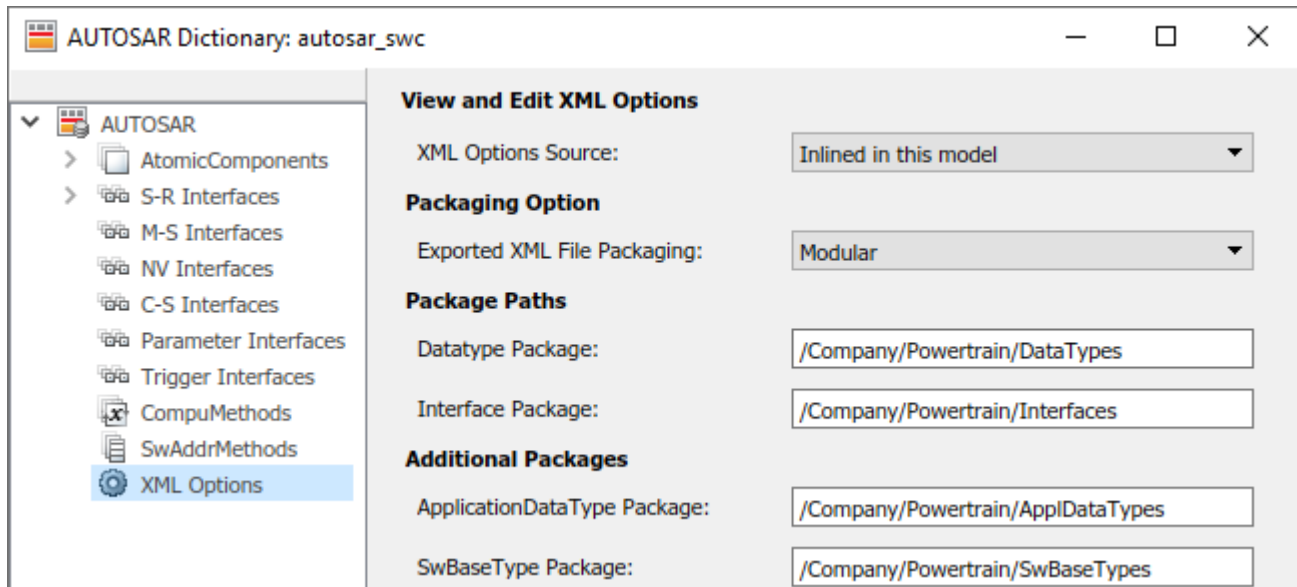 AUTOSAR Dictionary: autosar_swc
AUTOSAR
AtomicComponents
S-R Interfaces
M-S Interfaces
NV Interfaces
C-S Interfaces
Parameter Interfaces
Trigger Interfaces
CompuMethods
SwAddrMethods
XML Options
View and Edit XML Options
XML Options Source: Inlined in this model
Packaging Option
Exported XML File Packaging: Modular
Package Paths
Datatype Package: /Company/Powertrain/DataTypes
Interface Package: /Company/Powertrain/Interfaces
Additional Packages
ApplicationDataType Package: /Company/Powertrain/ApplDataTypes
SwBaseType Package: /Company/Powertrain/SwBaseTypes